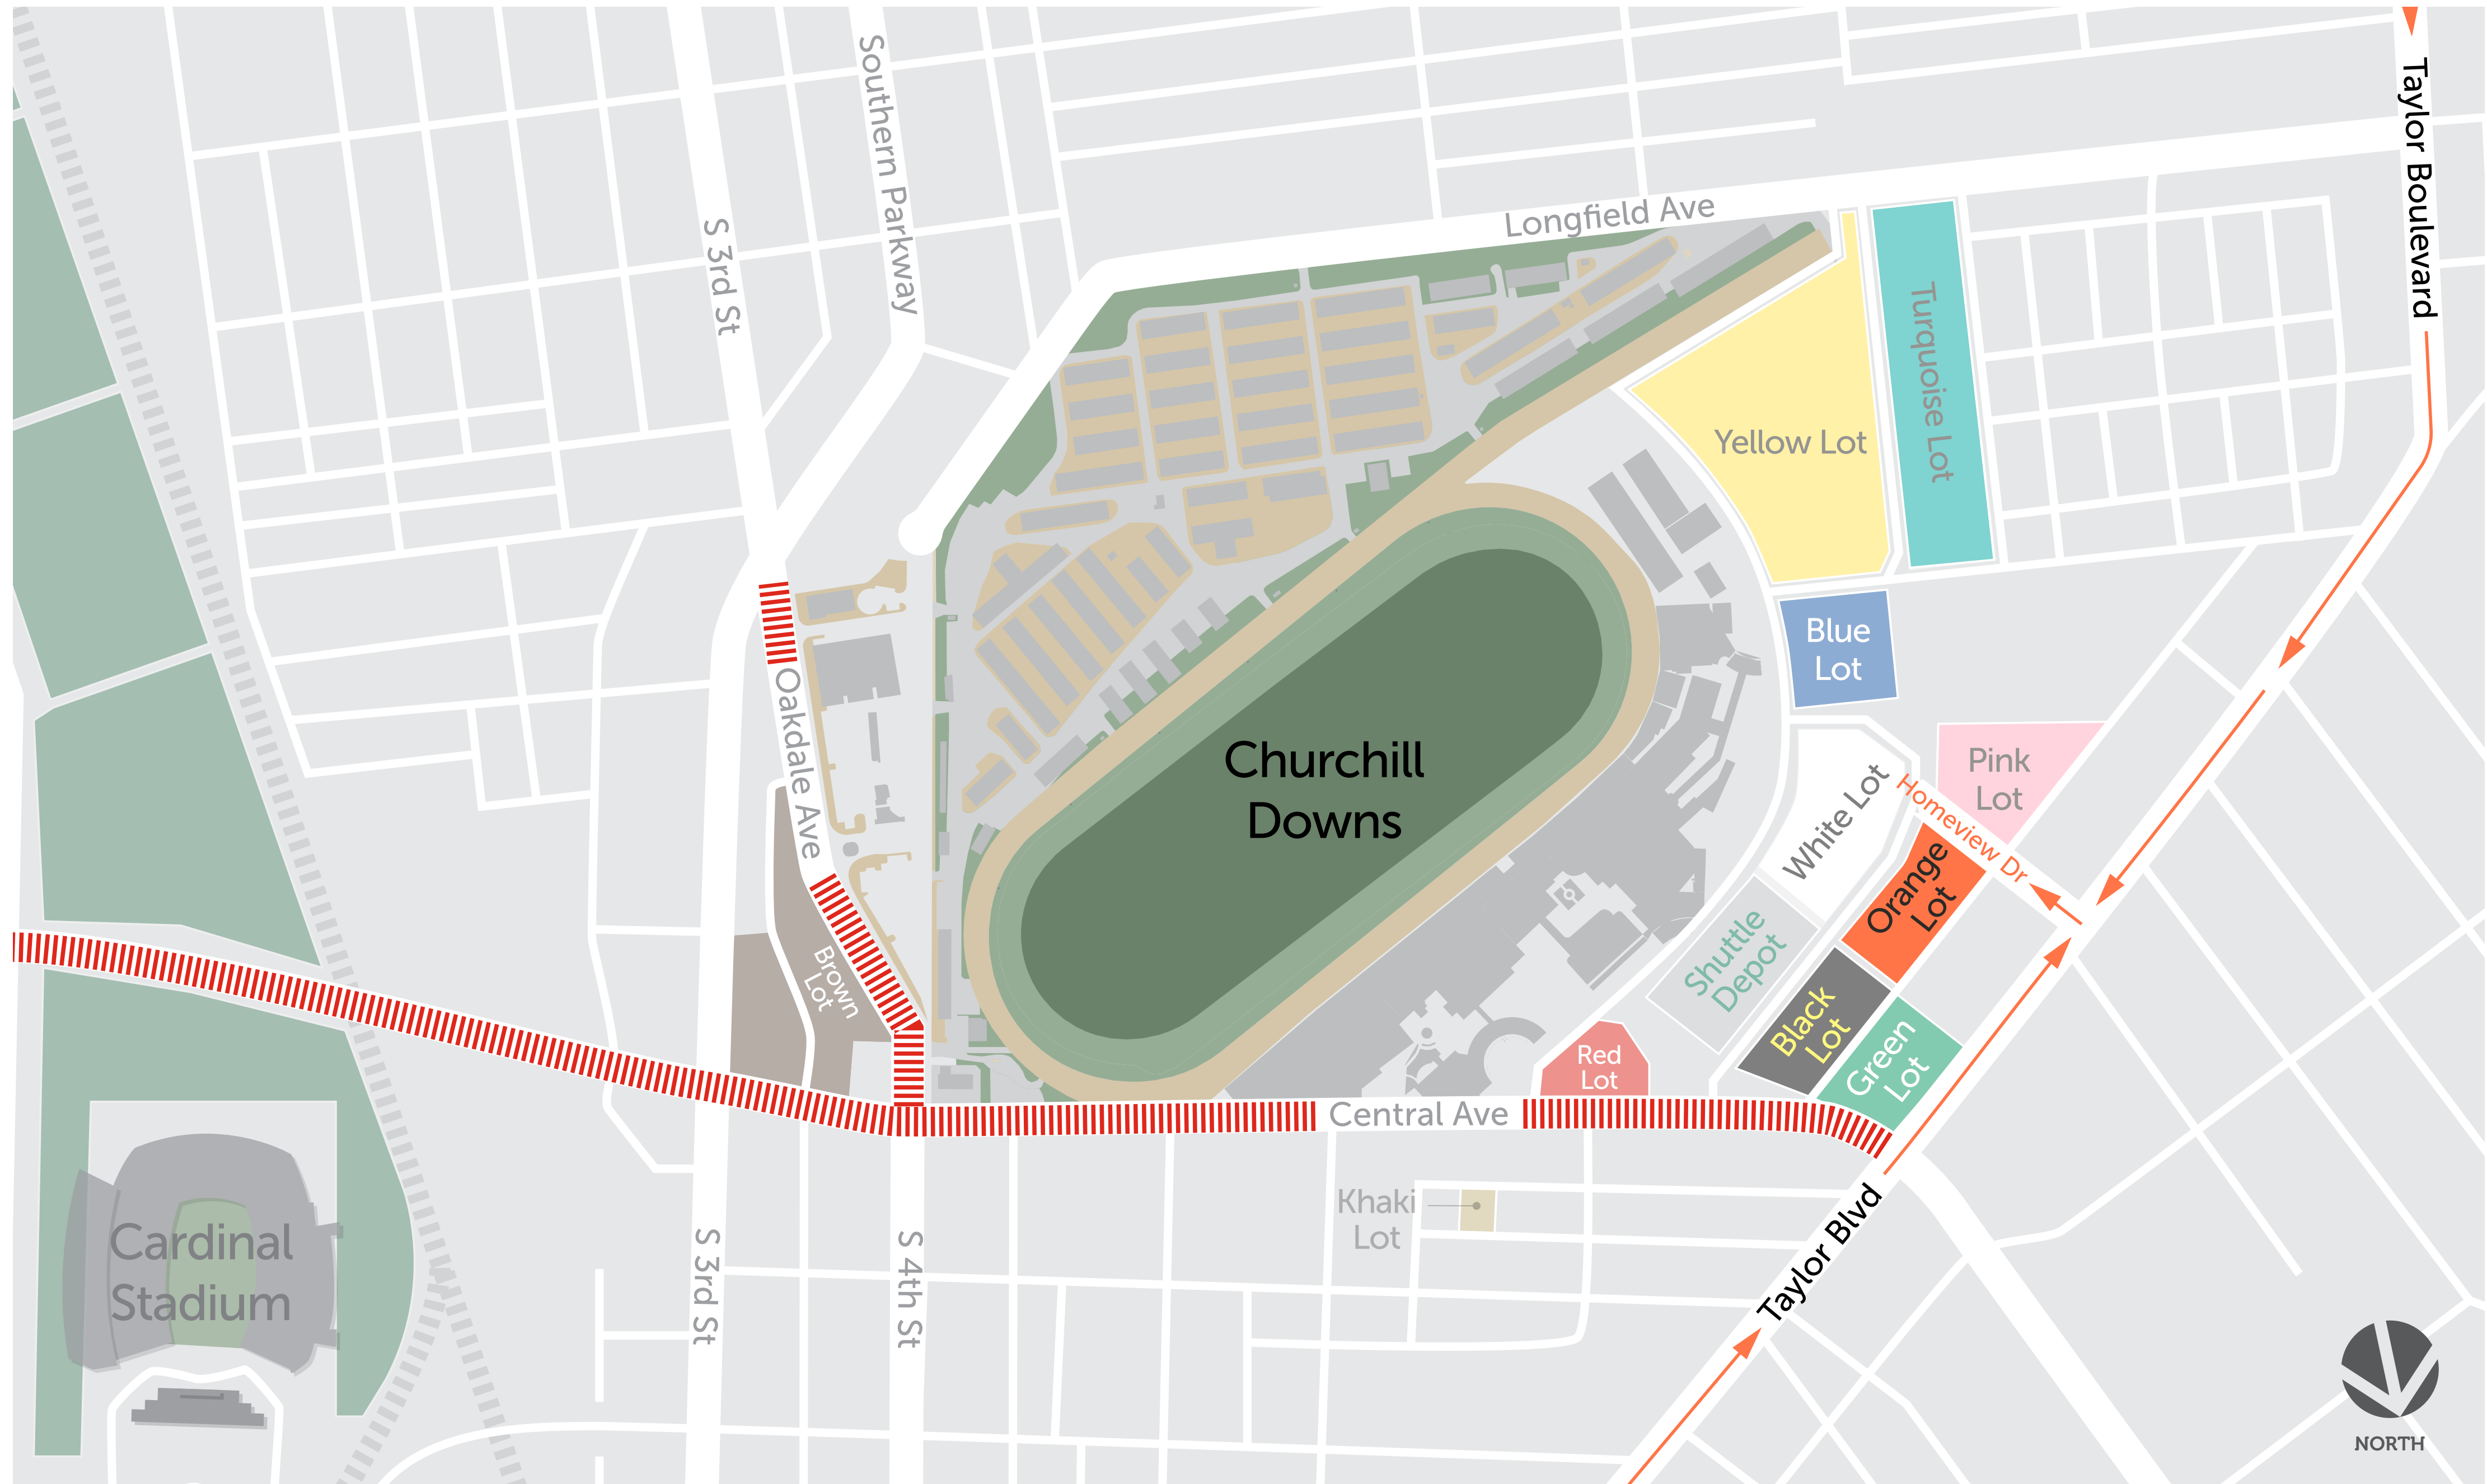 Southern Parkway
Taylor Boulevard
S 3rd St
Longfield Ave
Turquoise Lot
Yellow Lot
Blue
Lot
Oakdale Ave
Churchill
Downs
Pink
Lot
White Lot
Homeview Dr
Orange
Lot
Shuttle
Depot
Brown
Lot
Black
Lot
Green
Lot
Red
Lot
Central Ave
Khaki
Lot
Cardinal
Stadium
S 3rd St
S 4th St
Taylor Blvd
NORTH